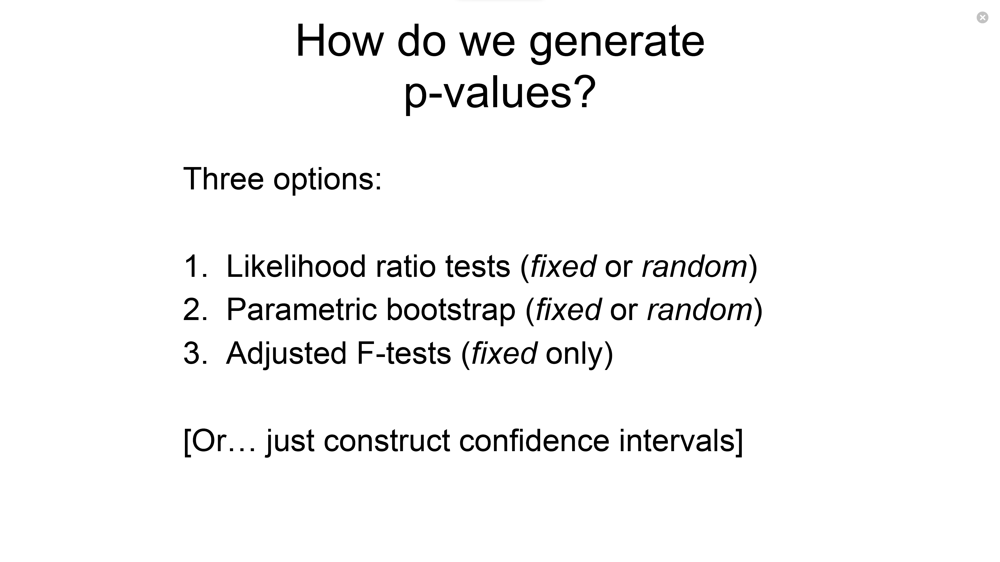 How do we generate
p-values?
Three options:
1. Likelihood ratio tests (fixed or random)
2. Parametric bootstrap (fixed or random)
3. Adjusted F-tests (fixed only)
[Or… just construct confidence intervals]